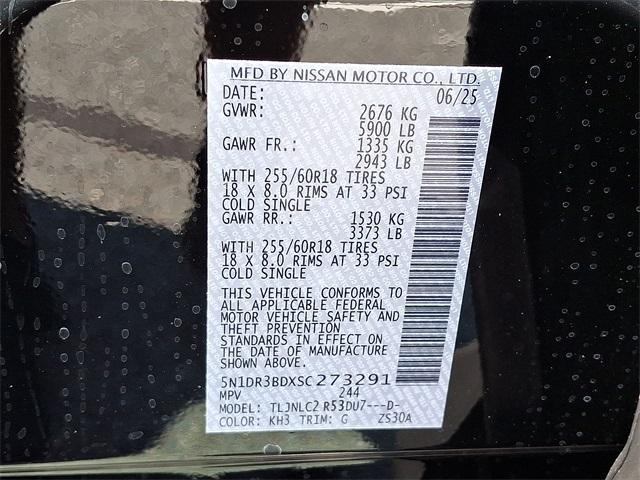 MFD BY NISSAN MOTOR CO., LTD.
DATE: 06/25
GVWR: 2676 KG
5900 LB
GAWR FR.: 1335 KG
2943 LB
WITH 255/60R18 TIRES
18 X 8.0 RIMS AT 33 PSI
COLD SINGLE
GAWR RR.: 1530 KG
3373 LB
WITH 255/60R18 TIRES
18 X 8.0 RIMS AT 33 PSI
COLD SINGLE
THIS VEHICLE CONFORMS TO
ALL APPLICABLE FEDERAL
MOTOR VEHICLE SAFETY AND
THEFT PREVENTION
STANDARDS IN EFFECT ON
THE DATE OF MANUFACTURE
SHOWN ABOVE.
5N1DR3BDXSC273291
MPV 244
MODEL: TLJNLC2 R53DU7---D-
COLOR: KH3 TRIM: G ZS30A